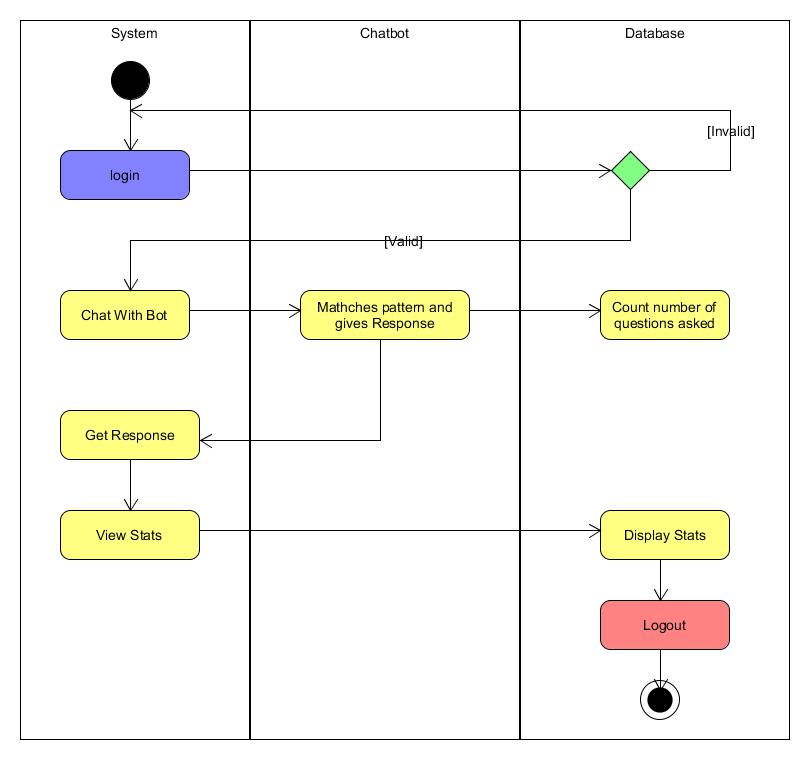 System
Chatbot
Database
[Invalid]
login
[Valid]
Chat With Bot
Mathches pattern and
gives Response
Count number of
questions asked
Get Response
View Stats
Display Stats
Logout